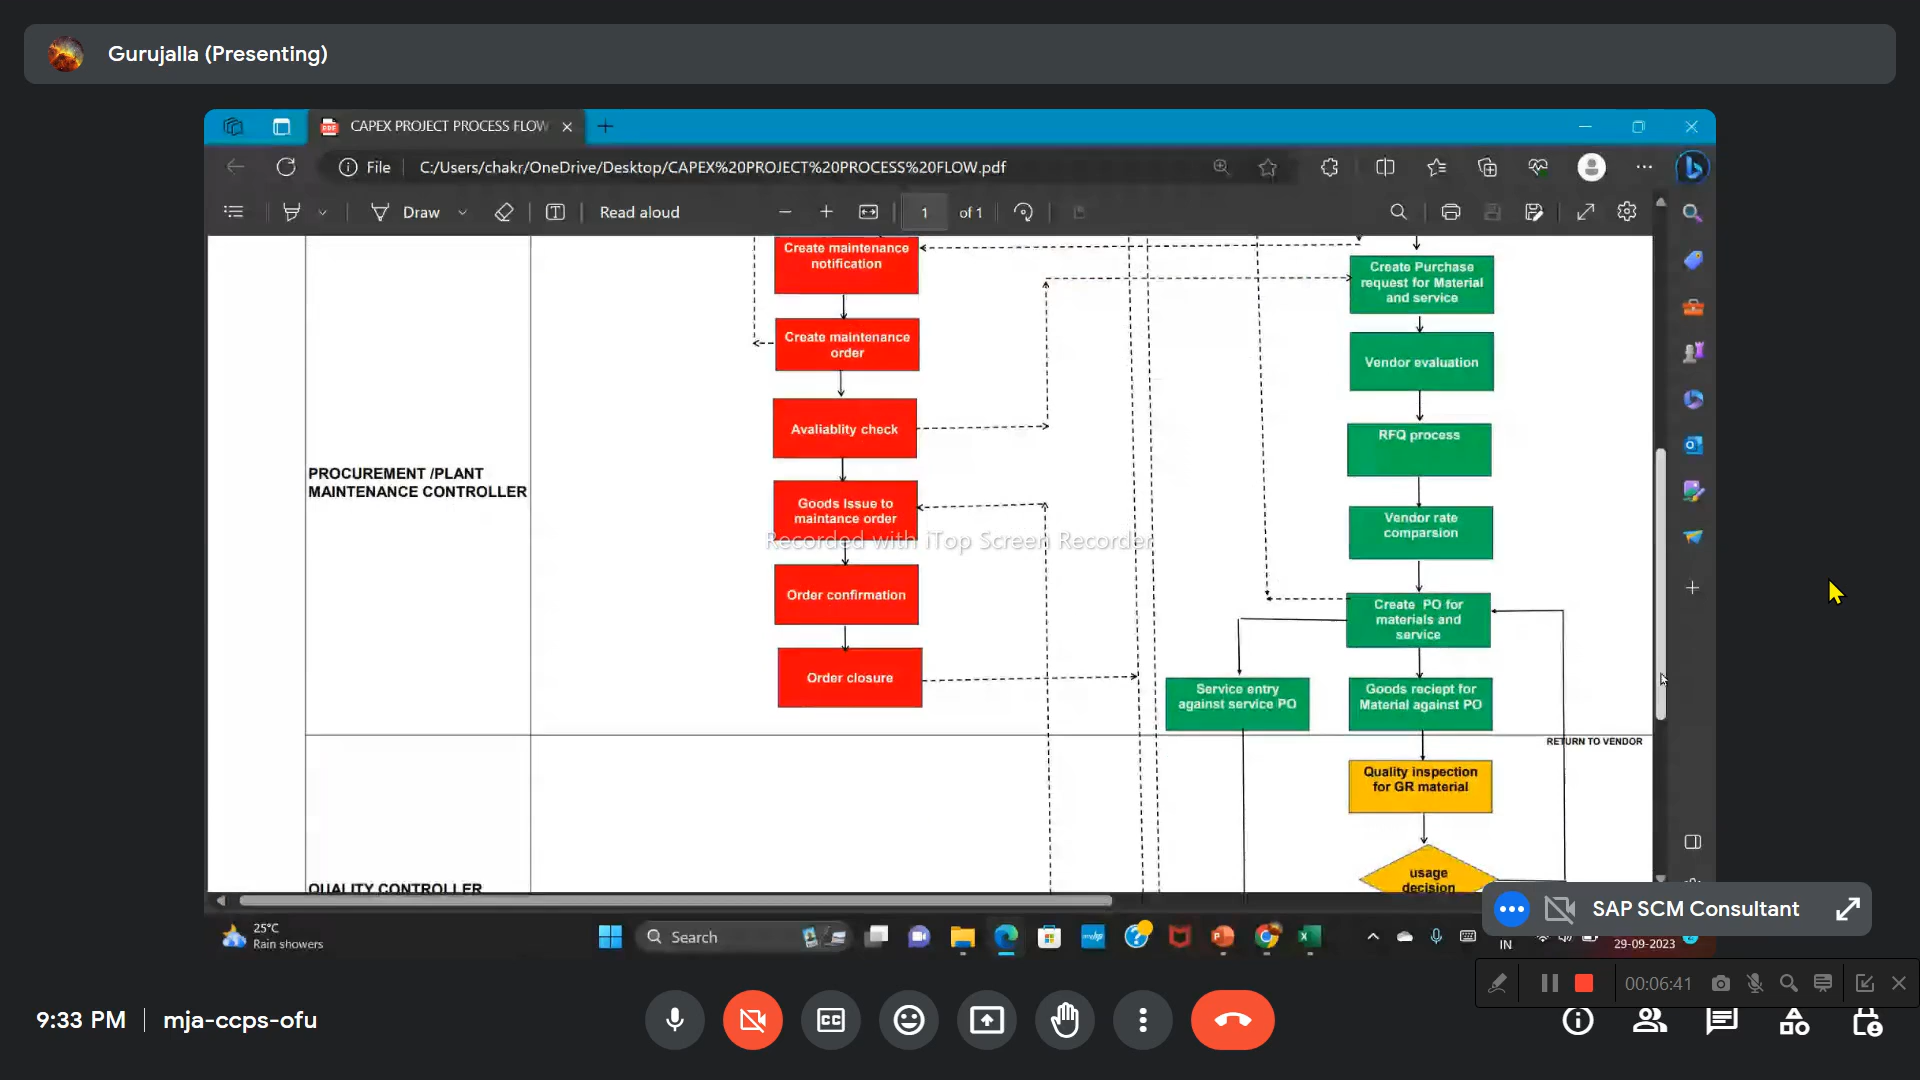 Gurujalla (Presenting)
CAPEX PROJECT PROCESS FLOW
File
C:/Users/chakr/OneDrive/Desktop/CAPEX%20PROJECT%20PROCESS%20FLOW.pdf
Draw
Read aloud
1
of 1
Create maintenance
notification
Create maintenance
order
Avaliablity check
Goods Issue to
maintance order
Order confirmation
Order closure
PROCUREMENT /PLANT
MAINTENANCE CONTROLLER
Recorded with iTop Screen Recorder
Create Purchase
request for Material
and service
Vendor evaluation
RFQ process
Vendor rate
comparsion
Create PO for
materials and
service
Service entry
against service PO
Goods reciept for
Material against PO
RETURN TO VENDOR
Quality inspection
for GR material
usage
decision
QUALITY CONTROLLER
SAP SCM Consultant
25°C
Rain showers
Search
IN
29-09-2023
00:06:41
9:33 PM
mja-ccps-ofu
CC